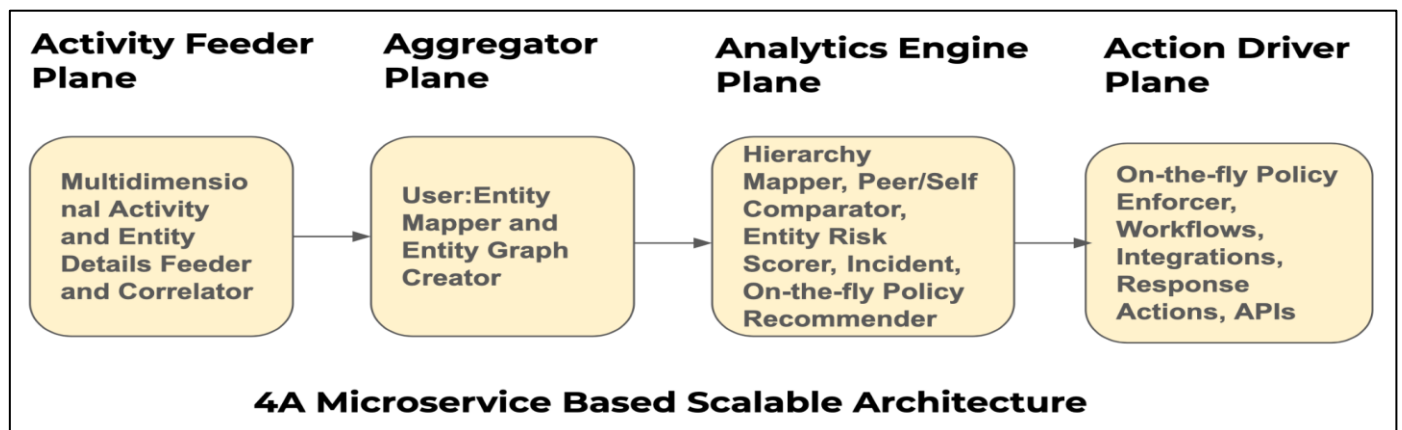 Activity Feeder
Plane
Aggregator
Plane
Analytics Engine
Plane
Action Driver
Plane
Multidimensio
nal Activity
and Entity
Details Feeder
and Correlator
User:Entity
Mapper and
Entity Graph
Creator
Hierarchy
Mapper, Peer/Self
Comparator,
Entity Risk
Scorer, Incident,
On-the-fly Policy
Recommender
On-the-fly Policy
Enforcer,
Workflows,
Integrations,
Response
Actions, APIs
4A Microservice Based Scalable Architecture